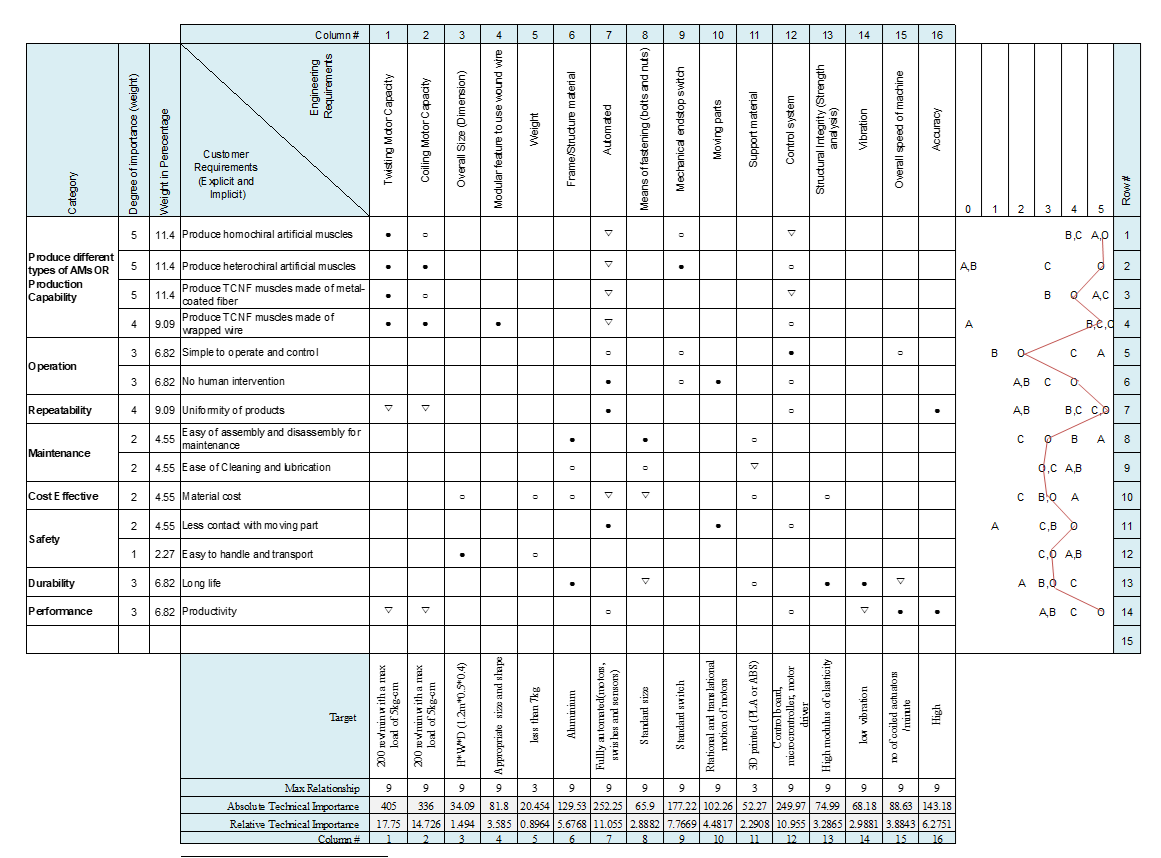 Column # 1 2 3 4 5 6 7 8 9 10 11 12 13 14 15 16
Category
Degree of importance (weight)
Weight in Perecentage
Engineering
Requirements
Customer
Requirements
(Explicit and
Implicit)
Twisting Motor Capacity
Coiling Motor Capacity
Overall Size (Dimension)
Modular feature to use wound wire
Weight
Frame/Structure material
Automated
Means of fastening (bolts and nuts)
Mechanical endstop switch
Moving parts
Support material
Control system
Structural Integrity (Strength
analysis)
Vibration
Overall speed of machine
Accuracy
0 1 2 3 4 5
Row #
Produce different
types of AMs OR
Production
Capability
5 11.4 Produce homochiral artificial muscles ● ○ ▽ ○ ▽ B,C A,O 1
5 11.4 Produce heterochiral artificial muscles ● ● ▽ ● ○ A,B C O 2
5 11.4 Produce TCNF muscles made of metal-
coated fiber ● ○ ▽ ▽ B O A,C 3
4 9.09 Produce TCNF muscles made of
wrapped wire ● ● ● ▽ ○ A B,C,O 4
Operation
3 6.82 Simple to operate and control ○ ○ ● ○ B O C A 5
3 6.82 No human intervention ● ○ ● ○ A,B C O 6
Repeatability 4 9.09 Uniformity of products ▽ ▽ ● ○ ● A,B B,C C,O 7
Maintenance
2 4.55 Easy of assembly and disassembly for
maintenance ● ● ○ C O B A 8
2 4.55 Ease of Cleaning and lubrication ○ ○ ▽ O,C A,B 9
Cost Effective 2 4.55 Material cost ○ ○ ○ ▽ ▽ ○ ○ C B,O A 10
Safety
2 4.55 Less contact with moving part ● ● ○ A C,B O 11
1 2.27 Easy to handle and transport ● ○ C,O A,B 12
Durability 3 6.82 Long life ● ▽ ○ ● ● ▽ A B,O C 13
Performance 3 6.82 Productivity ▽ ▽ ○ ○ ▽ ● ● A,B C O 14
15
Target
200 rev/min with a max
load of 5kg-cm
200 rev/min with a max
load of 5kg-cm
H*W*D (1.2m*0.5*0.4)
Appropriate size and shape
less than 7kg
Aluminium
Fullly automated(motors,
swishes and sensors)
Standard size
Standard switch
Rtational and translational
motion of motors
3D printed (PLA or ABS)
Control board,
microcrontroller, motor
driver
High modulus of elasticity
low vibration
no of coiled actuators
/minute
High
Max Relationship 9 9 9 9 3 9 9 9 9 9 3 9 9 9 9 9
Absolute Technical Importance 405 336 34.09 81.8 20.454 129.53 252.25 65.9 177.22 102.26 52.27 249.97 74.99 68.18 88.63 143.18
Relative Technical Importance 17.75 14.726 1.494 3.585 0.8964 5.6768 11.055 2.8882 7.7669 4.4817 2.2908 10.955 3.2865 2.9881 3.8843 6.2751
Column # 1 2 3 4 5 6 7 8 9 10 11 12 13 14 15 16